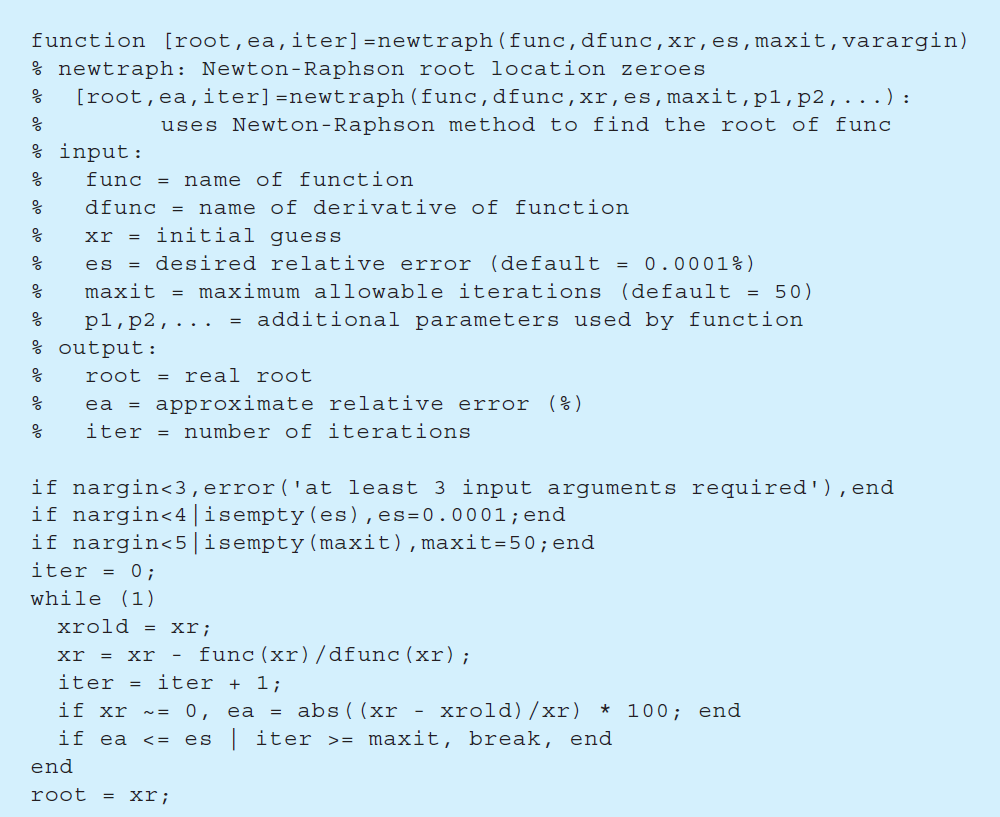 function [root,ea,iter]=newtraph(func,dfunc,xr,es,maxit,varargin)
% newtraph: Newton-Raphson root location zeroes
%   [root,ea,iter]=newtraph(func,dfunc,xr,es,maxit,p1,p2,...):
%         uses Newton-Raphson method to find the root of func
% input:
%   func = name of function
%   dfunc = name of derivative of function
%   xr = initial guess
%   es = desired relative error (default = 0.0001%)
%   maxit = maximum allowable iterations (default = 50)
%   p1,p2,... = additional parameters used by function
% output:
%   root = real root
%   ea = approximate relative error (%)
%   iter = number of iterations

if nargin<3,error('at least 3 input arguments required'),end
if nargin<4|isempty(es),es=0.0001;end
if nargin<5|isempty(maxit),maxit=50;end
iter = 0;
while (1)
  xrold = xr;
  xr = xr - func(xr)/dfunc(xr);
  iter = iter + 1;
  if xr ~= 0, ea = abs((xr - xrold)/xr) * 100; end
  if ea <= es | iter >= maxit, break, end
end
root = xr;